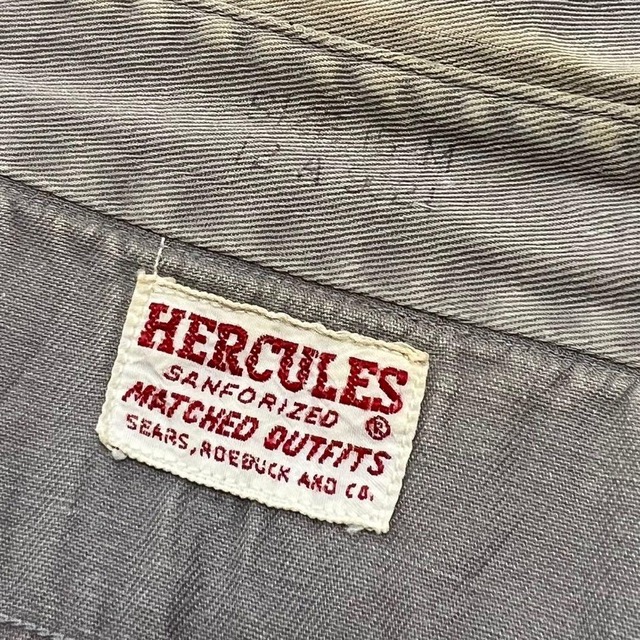 HERCULES
SANFORIZED ®
MATCHED OUTFITS
SEARS, ROEBUCK AND CO.